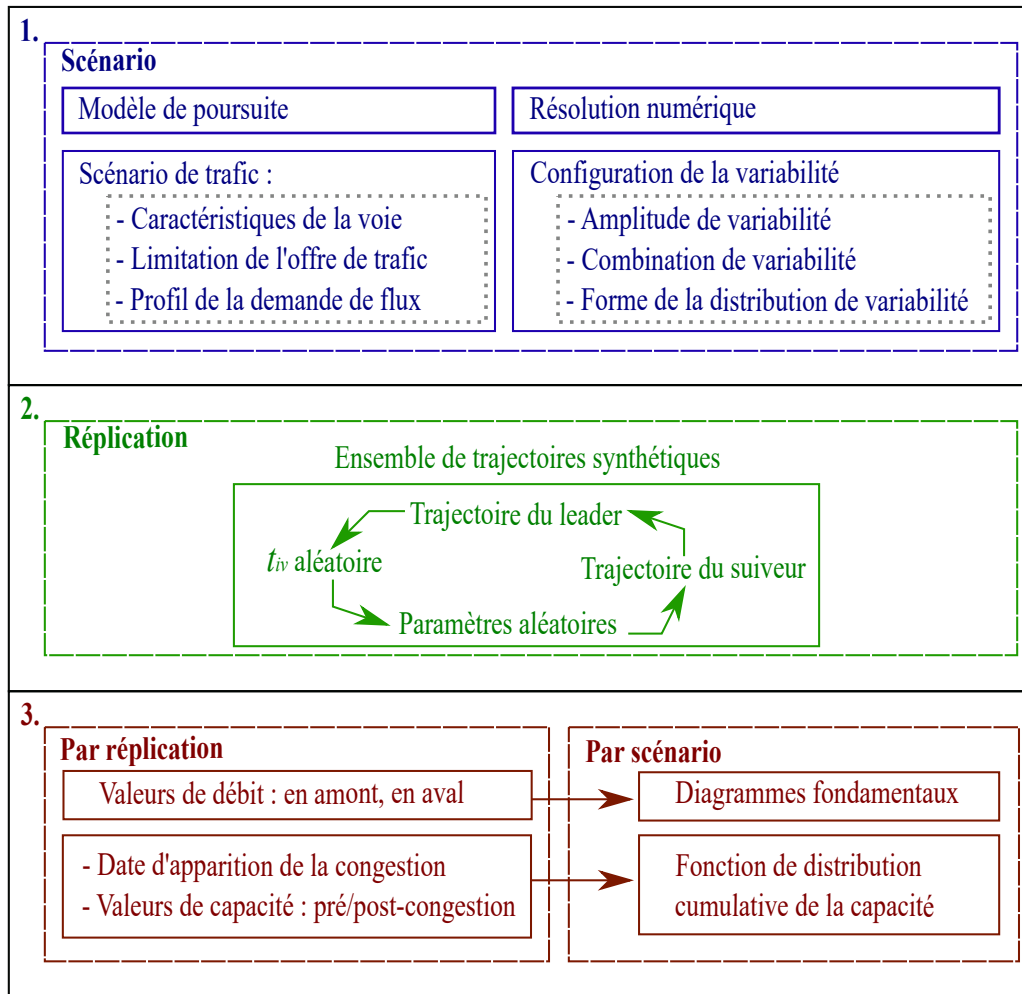 1.
Scénario
Modèle de poursuite
Résolution numérique
Scénario de trafic :
- Caractéristiques de la voie
- Limitation de l'offre de trafic
- Profil de la demande de flux
Configuration de la variabilité
- Amplitude de variabilité
- Combination de variabilité
- Forme de la distribution de variabilité
2.
Réplication
Ensemble de trajectoires synthétiques
Trajectoire du leader
tiv aléatoire
Trajectoire du suiveur
Paramètres aléatoires
3.
Par réplication
Valeurs de débit : en amont, en aval
- Date d'apparition de la congestion
- Valeurs de capacité : pré/post-congestion
Par scénario
Diagrammes fondamentaux
Fonction de distribution
cumulative de la capacité